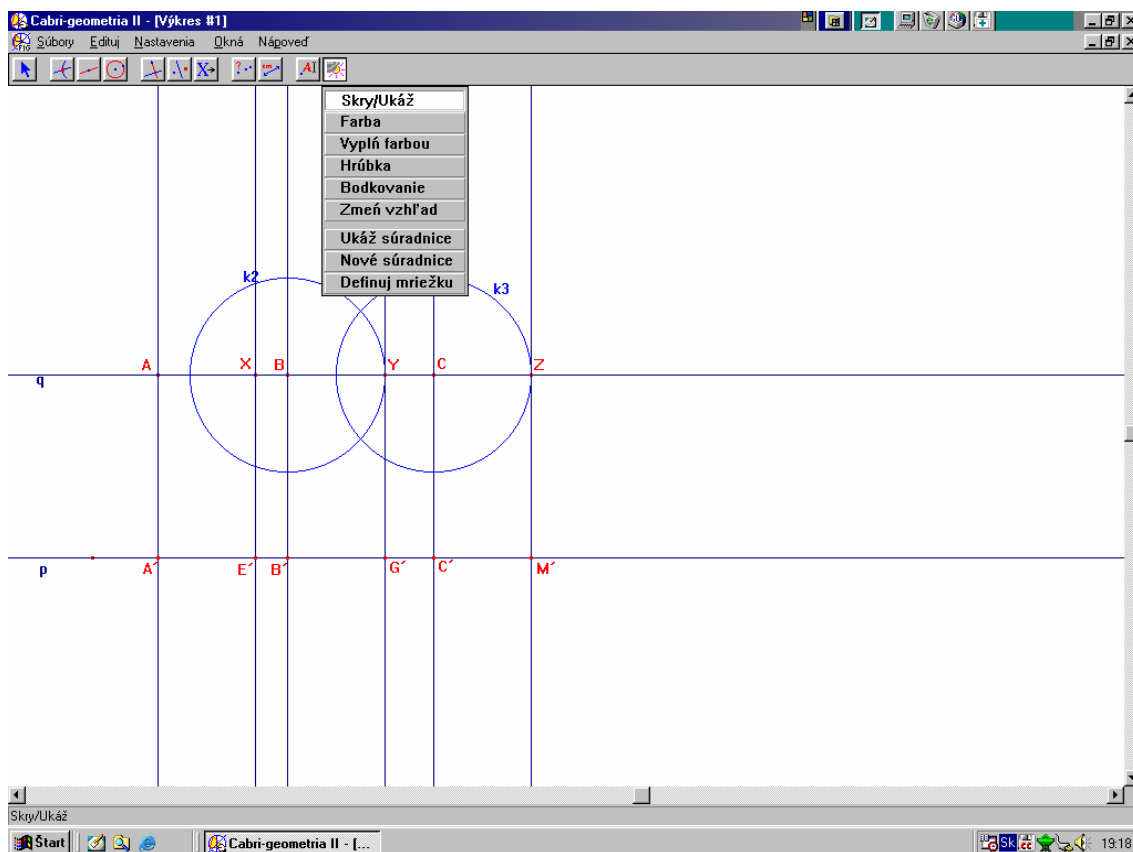 Cabri-geometria II - [Výkres #1]
Súbory Edituj Nastavenia Okná Nápoveď
Skry/Ukáž
Farba
Vyplň farbou
Hrúbka
Bodkovanie
Zmeň vzhľad
Ukáž súradnice
Nové súradnice
Definuj mriežku
k2
k3
A X B Y C Z
q
A´ E´ B´ G´ C´ M´
p
Skry/Ukáž
Štart
Cabri-geometria II - [...
Sk
19:18